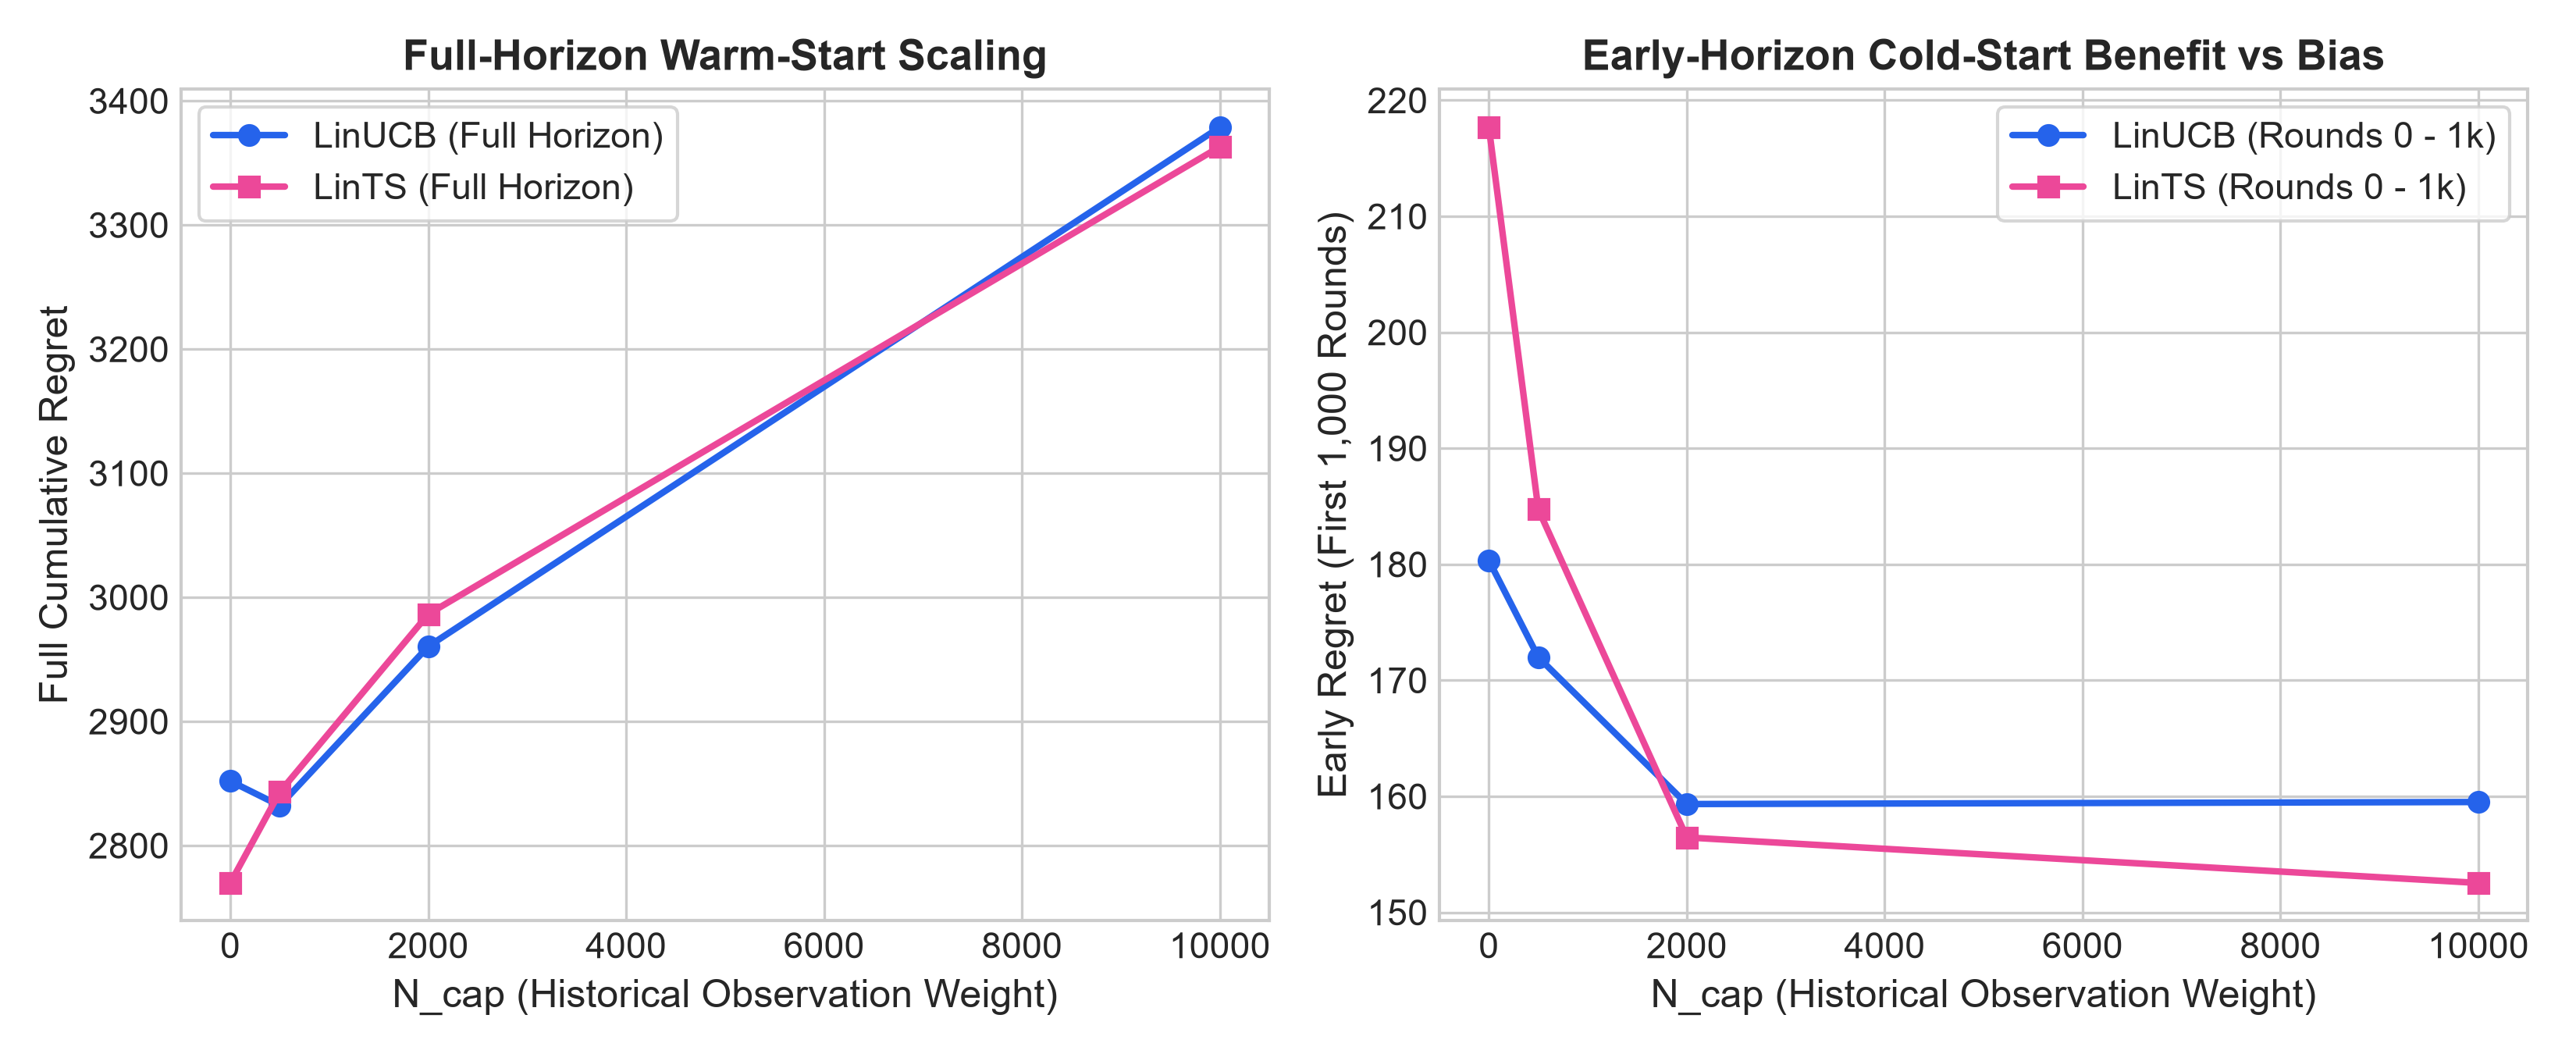 Full-Horizon Warm-Start Scaling
3400
3300
3200
3100
3000
2900
2800
Full Cumulative Regret
LinUCB (Full Horizon)
LinTS (Full Horizon)
0
2000
4000
6000
8000
10000
N_cap (Historical Observation Weight)
Early-Horizon Cold-Start Benefit vs Bias
220
210
200
190
180
170
160
150
Early Regret (First 1,000 Rounds)
LinUCB (Rounds 0 - 1k)
LinTS (Rounds 0 - 1k)
0
2000
4000
6000
8000
10000
N_cap (Historical Observation Weight)